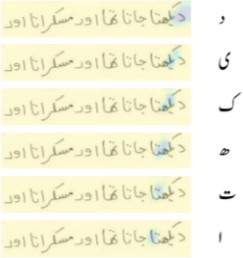 دیکھتا جاتا تھا اور مسکراتا اور د
دیکھتا جاتا تھا اور مسکراتا اور ی
دیکھتا جاتا تھا اور مسکراتا اور ک
دیکھتا جاتا تھا اور مسکراتا اور ھ
دیکھتا جاتا تھا اور مسکراتا اور ت
دیکھتا جاتا تھا اور مسکراتا اور ا